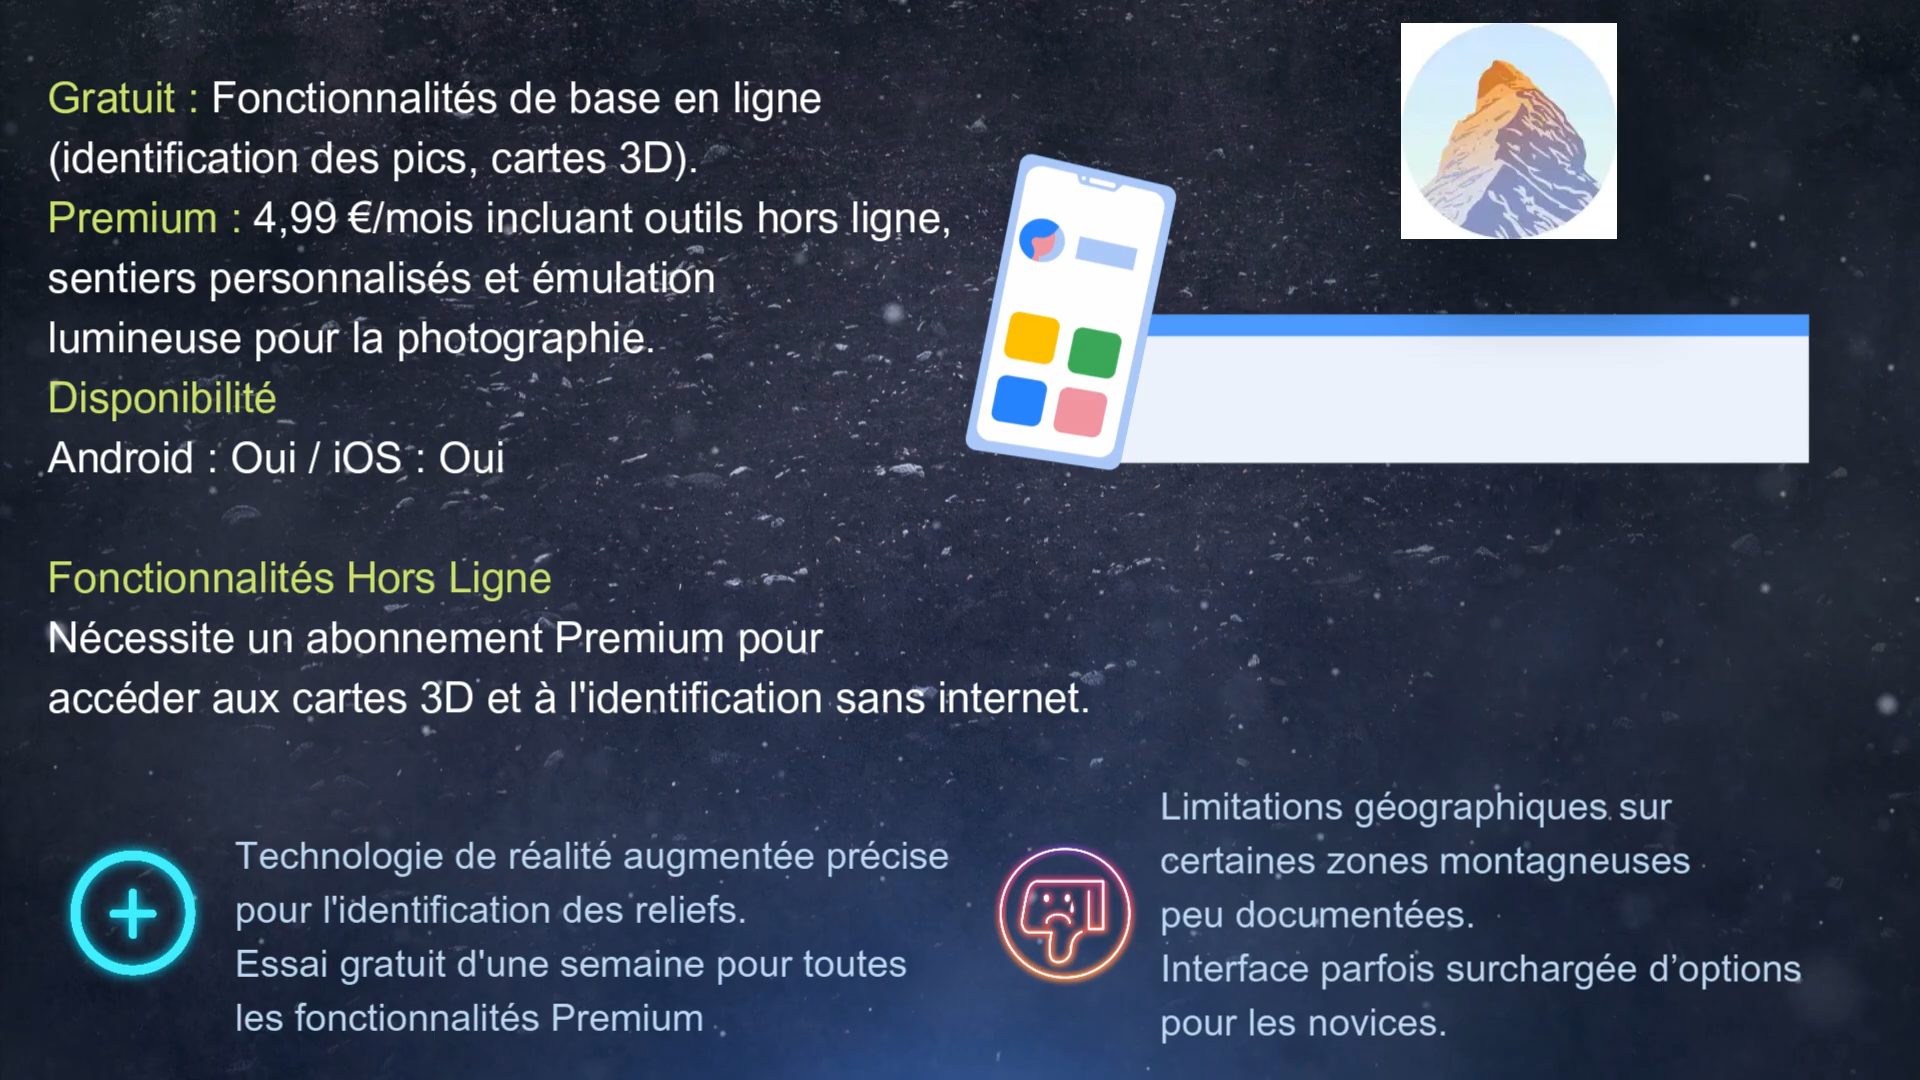 Gratuit : Fonctionnalités de base en ligne
(identification des pics, cartes 3D).
Premium : 4,99 €/mois incluant outils hors ligne,
sentiers personnalisés et émulation
lumineuse pour la photographie.
Disponibilité
Android : Oui / iOS : Oui
Fonctionnalités Hors Ligne
Nécessite un abonnement Premium pour
accéder aux cartes 3D et à l'identification sans internet.
Technologie de réalité augmentée précise
pour l'identification des reliefs.
Essai gratuit d'une semaine pour toutes
les fonctionnalités Premium
Limitations géographiques sur
certaines zones montagneuses
peu documentées.
Interface parfois surchargée d’options
pour les novices.